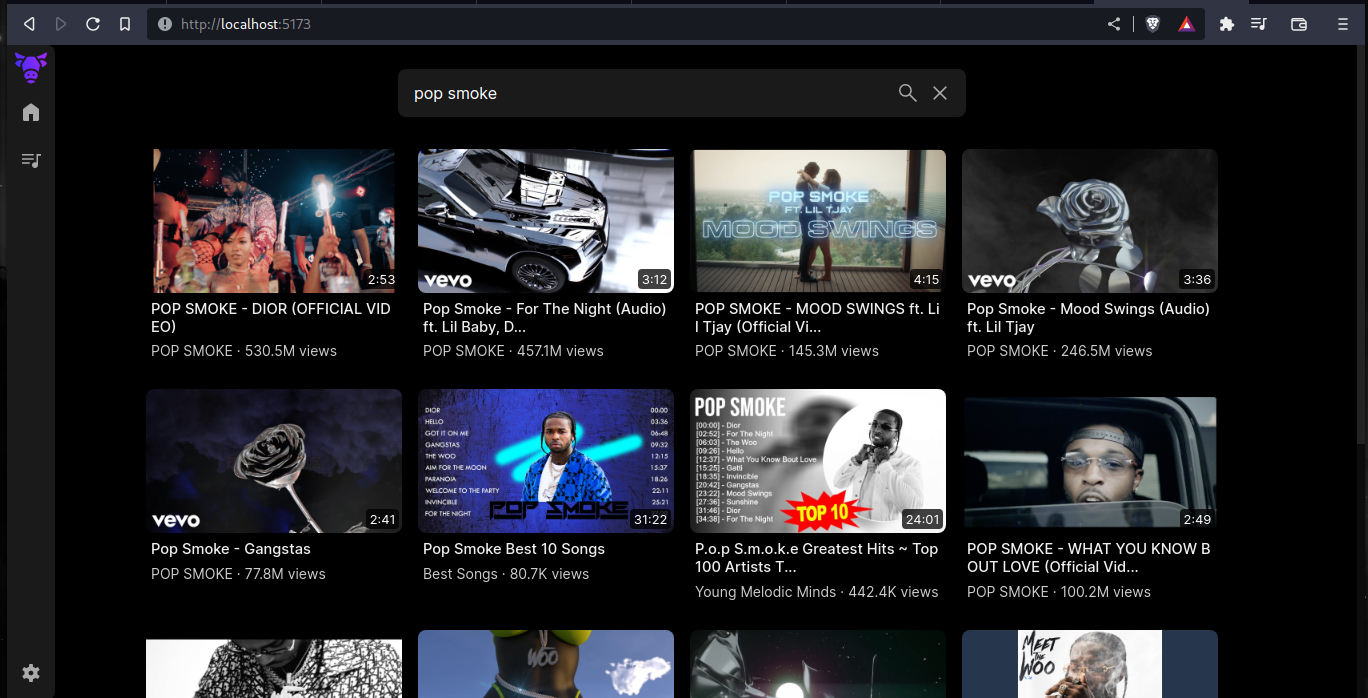 http://localhost:5173
pop smoke
2:53
vevo
3:12
POP SMOKE
FT. LIL TJAY
MOOD SWINGS
4:15
vevo
3:36
POP SMOKE - DIOR (OFFICIAL VID
EO)
POP SMOKE · 530.5M views
Pop Smoke - For The Night (Audio)
ft. Lil Baby, D...
POP SMOKE · 457.1M views
POP SMOKE - MOOD SWINGS ft. Li
l Tjay (Official Vi...
POP SMOKE · 145.3M views
Pop Smoke - Mood Swings (Audio)
ft. Lil Tjay
POP SMOKE · 246.5M views
vevo
2:41
DIOR 00:00
HELLO 03:36
GOT IT ON ME 06:48
GANGSTAS 09:32
THE WOO 12:15
AIM FOR THE MOON 15:37
PARANOIA 18:26
WELCOME TO THE PARTY 22:11
INVINCIBLE 25:21
FOR THE NIGHT
POP SMOKE
31:22
POP SMOKE
[00:00] - Dior
[02:52] - For The Night
[06:03] - The Woo
[09:26] - Hello
[12:37] - What You Know Bout Love
[15:25] - Gatti
[18:35] - Invincible
[20:42] - Gangstas
[23:22] - Mood Swings
[27:36] - Sunshine
[31:46] - Dior
[34:38] - For The Night
TOP 10
24:01
2:49
Pop Smoke - Gangstas
POP SMOKE · 77.8M views
Pop Smoke Best 10 Songs
Best Songs · 80.7K views
P.o.p S.m.o.k.e Greatest Hits ~ Top
100 Artists T...
Young Melodic Minds · 442.4K views
POP SMOKE - WHAT YOU KNOW B
OUT LOVE (Official Vid...
POP SMOKE · 100.2M views
WOO
MEET
THE
WOO